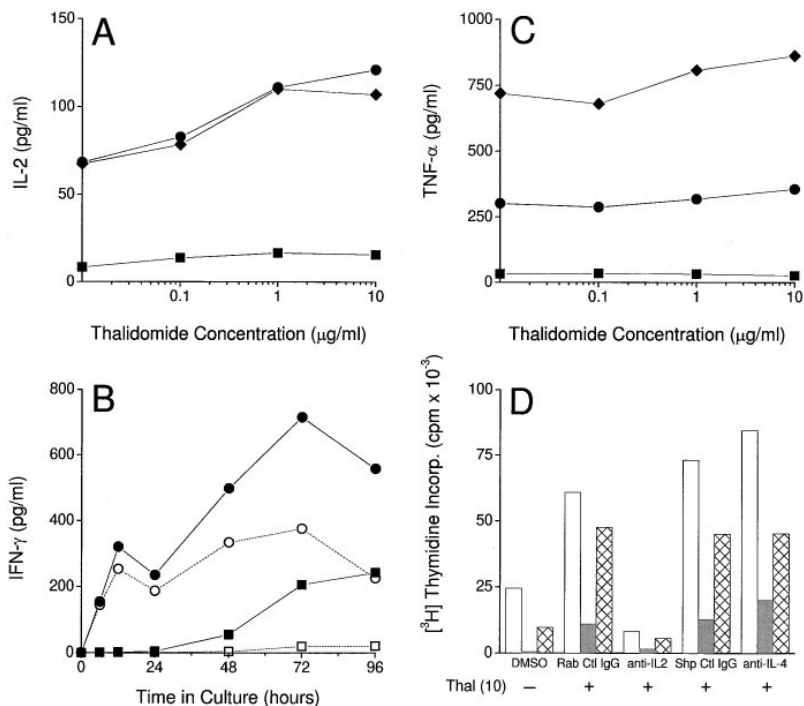 A
150
100
50
0
IL-2 (pg/ml)
0.1 1 10
Thalidomide Concentration (μg/ml)
C
1000
750
500
250
0
TNF-α (pg/ml)
0.1 1 10
Thalidomide Concentration (μg/ml)
B
800
600
400
200
0
IFN-γ (pg/ml)
0 24 48 72 96
Time in Culture (hours)
D
100
75
50
25
0
[³H] Thymidine Incorp. (cpm x 10⁻³)
DMSO Rab Ctl IgG anti-IL2 Shp Ctl IgG anti-IL-4
Thal (10) – + + + +